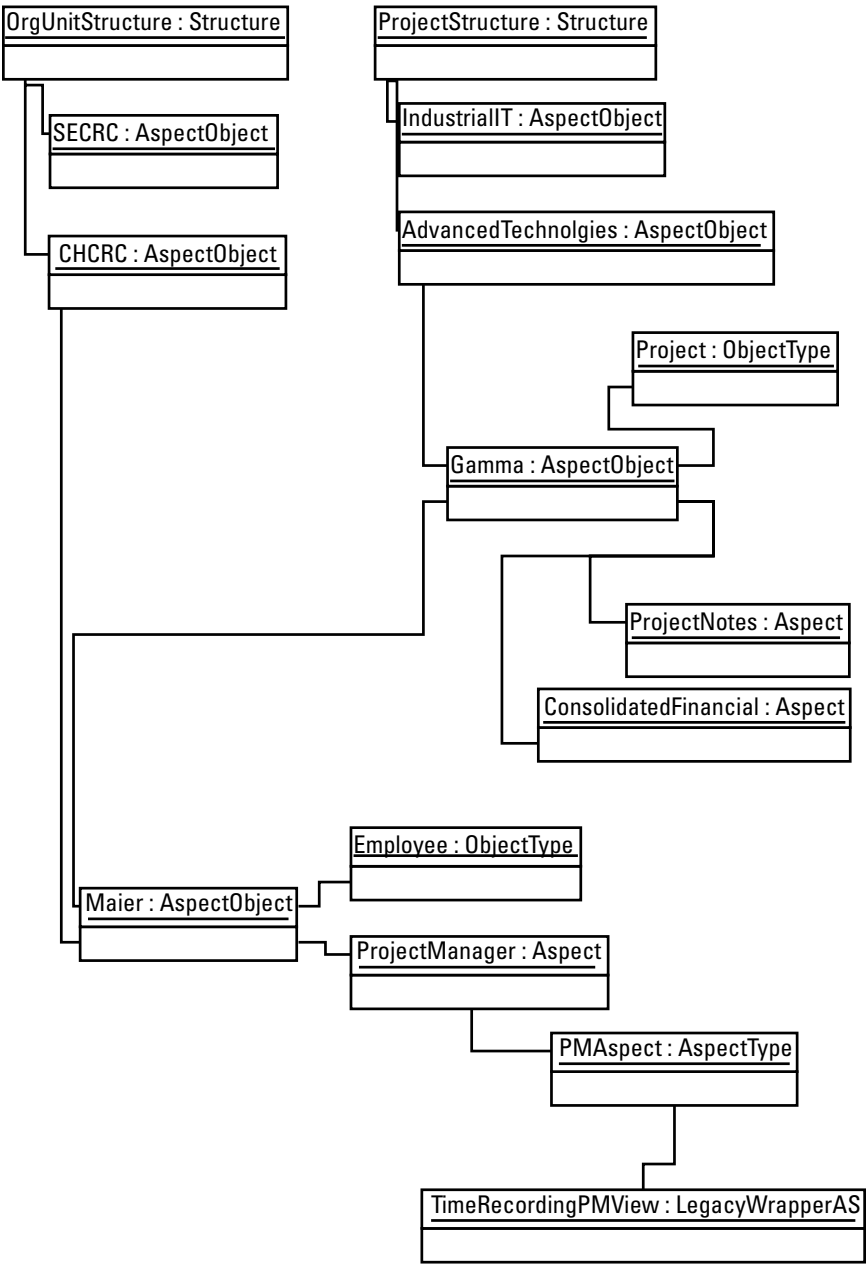 OrgUnitStructure : Structure
ProjectStructure : Structure
SECRC : AspectObject
IndustrialIT : AspectObject
CHCRC : AspectObject
AdvancedTechnolgies : AspectObject
Project : ObjectType
Gamma : AspectObject
ProjectNotes : Aspect
ConsolidatedFinancial : Aspect
Employee : ObjectType
Maier : AspectObject
ProjectManager : Aspect
PMAspect : AspectType
TimeRecordingPMView : LegacyWrapperAS